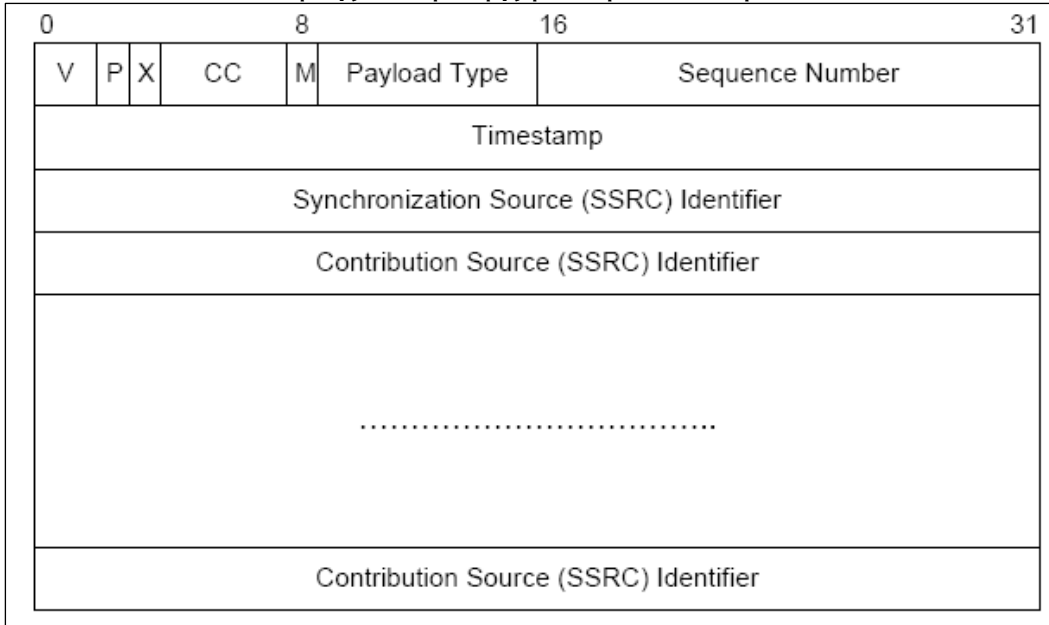 0 8 16 31
V P X CC M Payload Type Sequence Number
Timestamp
Synchronization Source (SSRC) Identifier
Contribution Source (SSRC) Identifier
......................................
Contribution Source (SSRC) Identifier